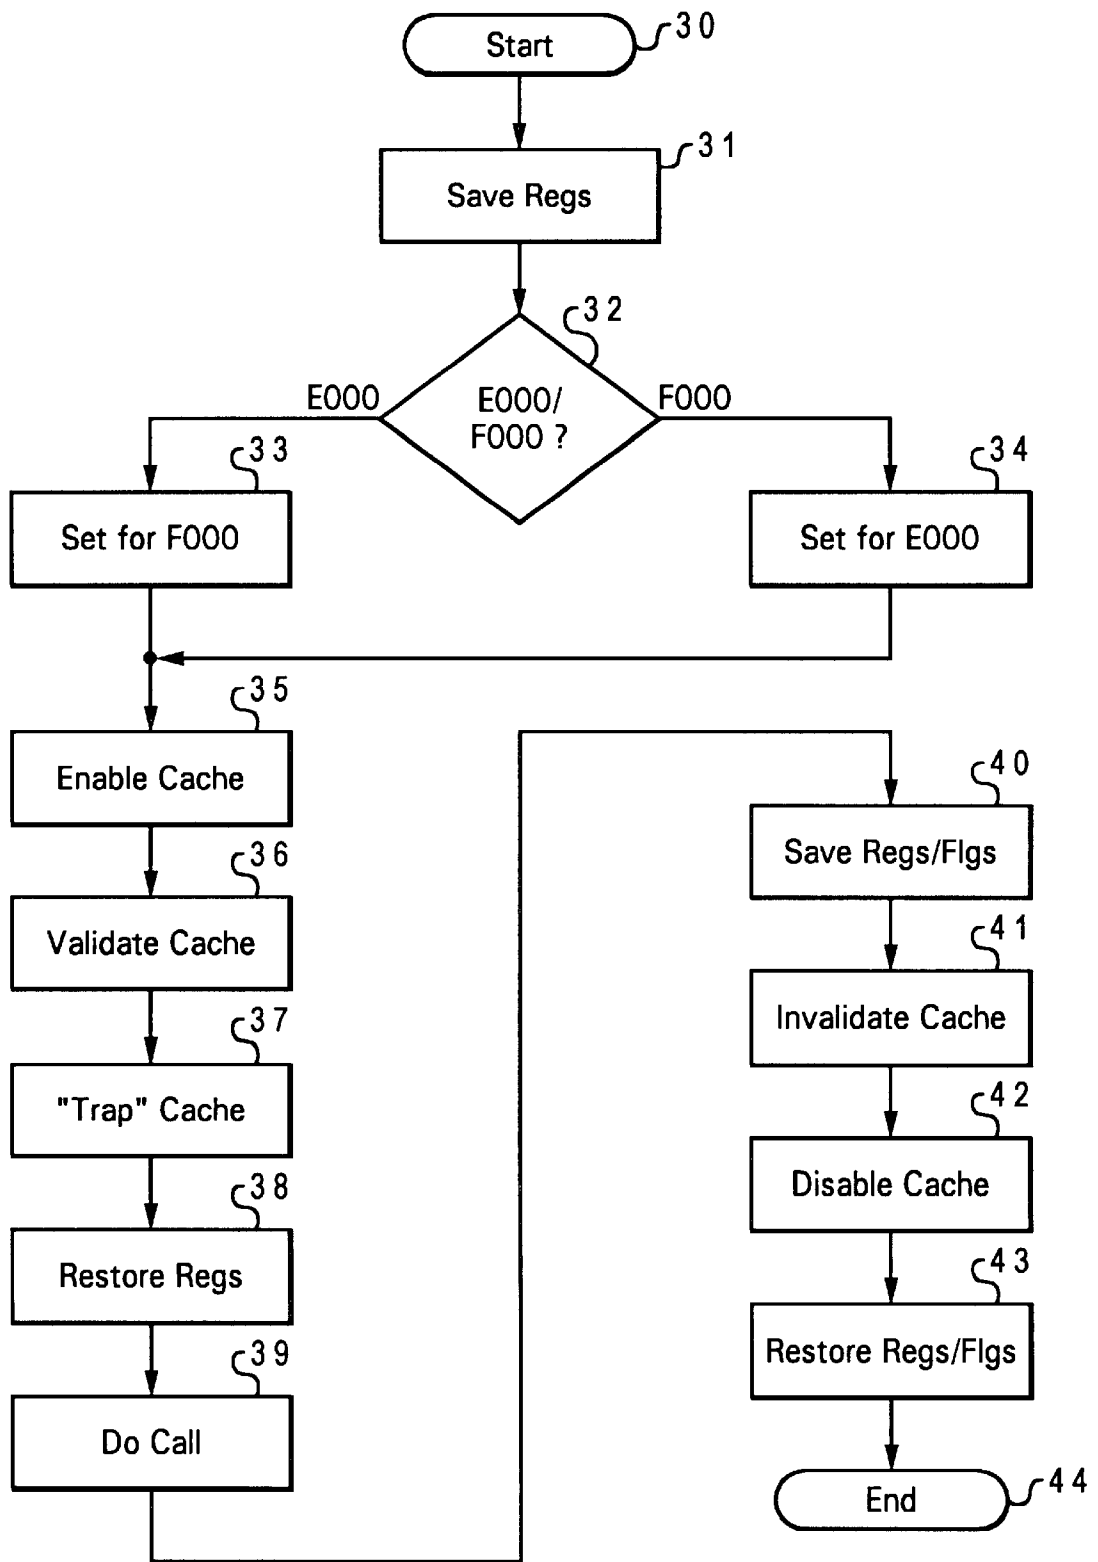 Start
30
31
Save Regs
32
E000
E000/
F000 ?
F000
33
34
Set for F000
Set for E000
35
Enable Cache
36
Validate Cache
37
"Trap" Cache
38
Restore Regs
39
Do Call
40
Save Regs/Flgs
41
Invalidate Cache
42
Disable Cache
43
Restore Regs/Flgs
End
44